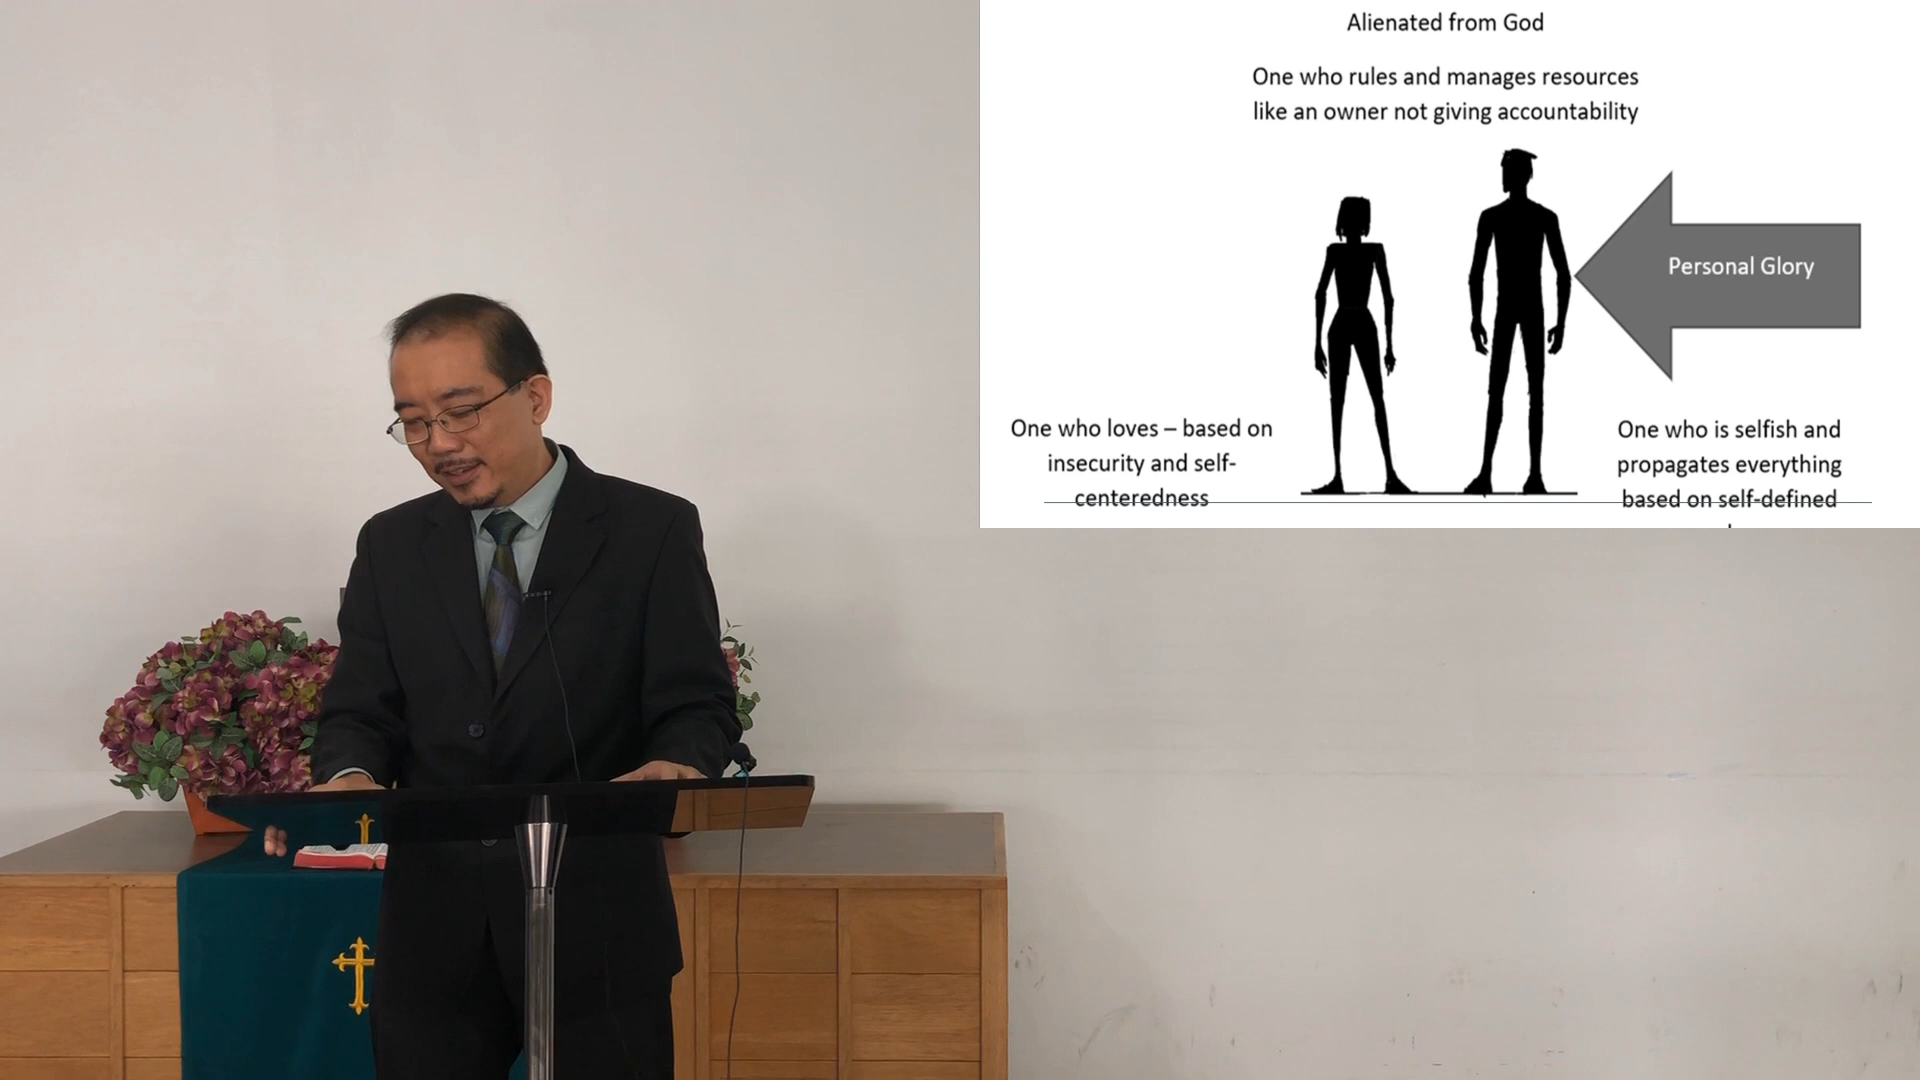 Alienated from God
One who rules and manages resources
like an owner not giving accountability
Personal Glory
One who loves – based on
insecurity and self-
centeredness
One who is selfish and
propagates everything
based on self-defined